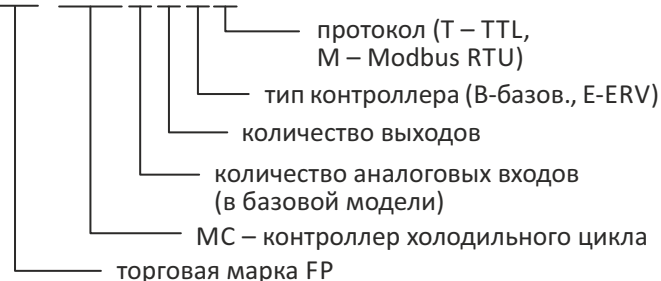 протокол (T – TTL,
M – Modbus RTU)
тип контроллера (B-базов., E-ERV)
количество выходов
количество аналоговых входов
(в базовой модели)
MC – контроллер холодильного цикла
торговая марка FP